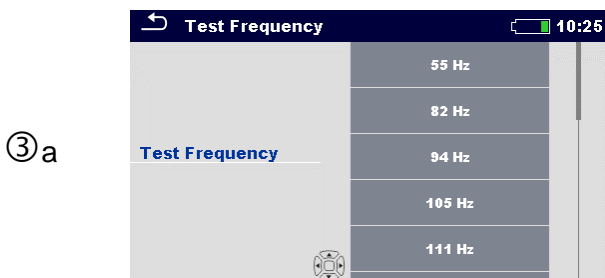 Test Frequency 10:25
55 Hz
82 Hz
③a
Test Frequency
94 Hz
105 Hz
111 Hz